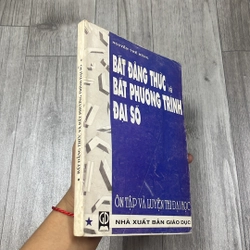 BẤT ĐẲNG THỨC và
BẤT PHƯƠNG TRÌNH
ĐẠI SỐ
ÔN TẬP VÀ LUYỆN THI ĐẠI HỌC
NHÀ XUẤT BẢN GIÁO DỤC